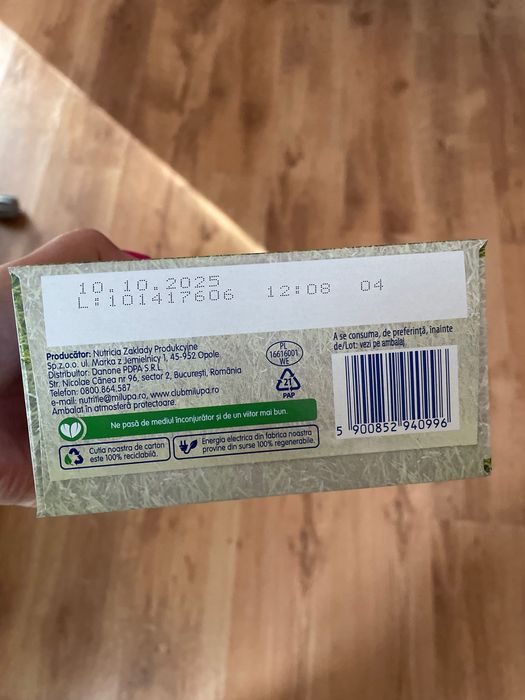 10.10.2025
L:101417606 12:08 04
Producător: Nutricia Zaklady Produkcyjne
Sp.z.o.o. ul. Marka z Jemielnicy 1, 45-952 Opole.
Distribuitor: Danone PDPA S.R.L.
Str. Nicolae Cânea nr 96, sector 2, București, România
Telefon: 0800.864.587
e-mail: nutritie@milupa.ro, www.clubmilupa.ro
Ambalat în atmosferă protectoare.
PL
16616001
WE
21
PAP
A se consuma, de preferință, înainte
de/Lot: vezi pe ambalaj.
5 900852 940996
Ne pasă de mediul înconjurător și de un viitor mai bun.
Cutia noastra de carton
este 100% reciclabilă.
Energia electrica din fabrica noastra
provine din surse 100% regenerabile.